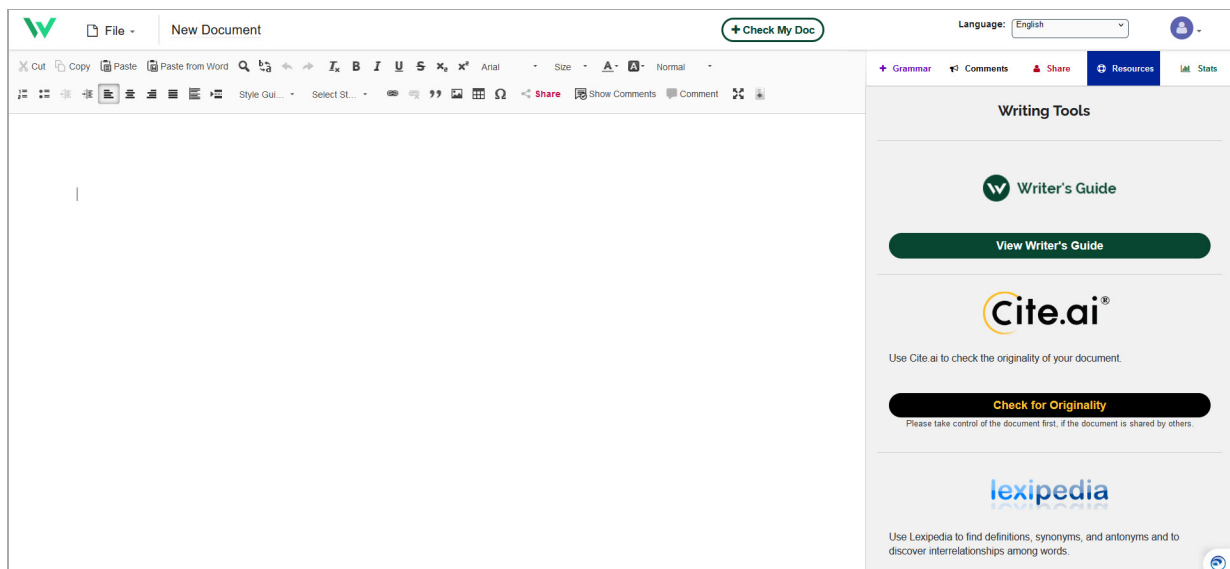 File
New Document
+ Check My Doc
Language: English
Cut Copy Paste Paste from Word Arial Size A A Normal
Style Gui... Select St... Share Show Comments Comment
+ Grammar Comments Share Resources Stats
Writing Tools
Writer's Guide
View Writer's Guide
Cite.ai®
Use Cite.ai to check the originality of your document.
Check for Originality
Please take control of the document first, if the document is shared by others.
lexipedia
Use Lexipedia to find definitions, synonyms, and antonyms and to
discover interrelationships among words.